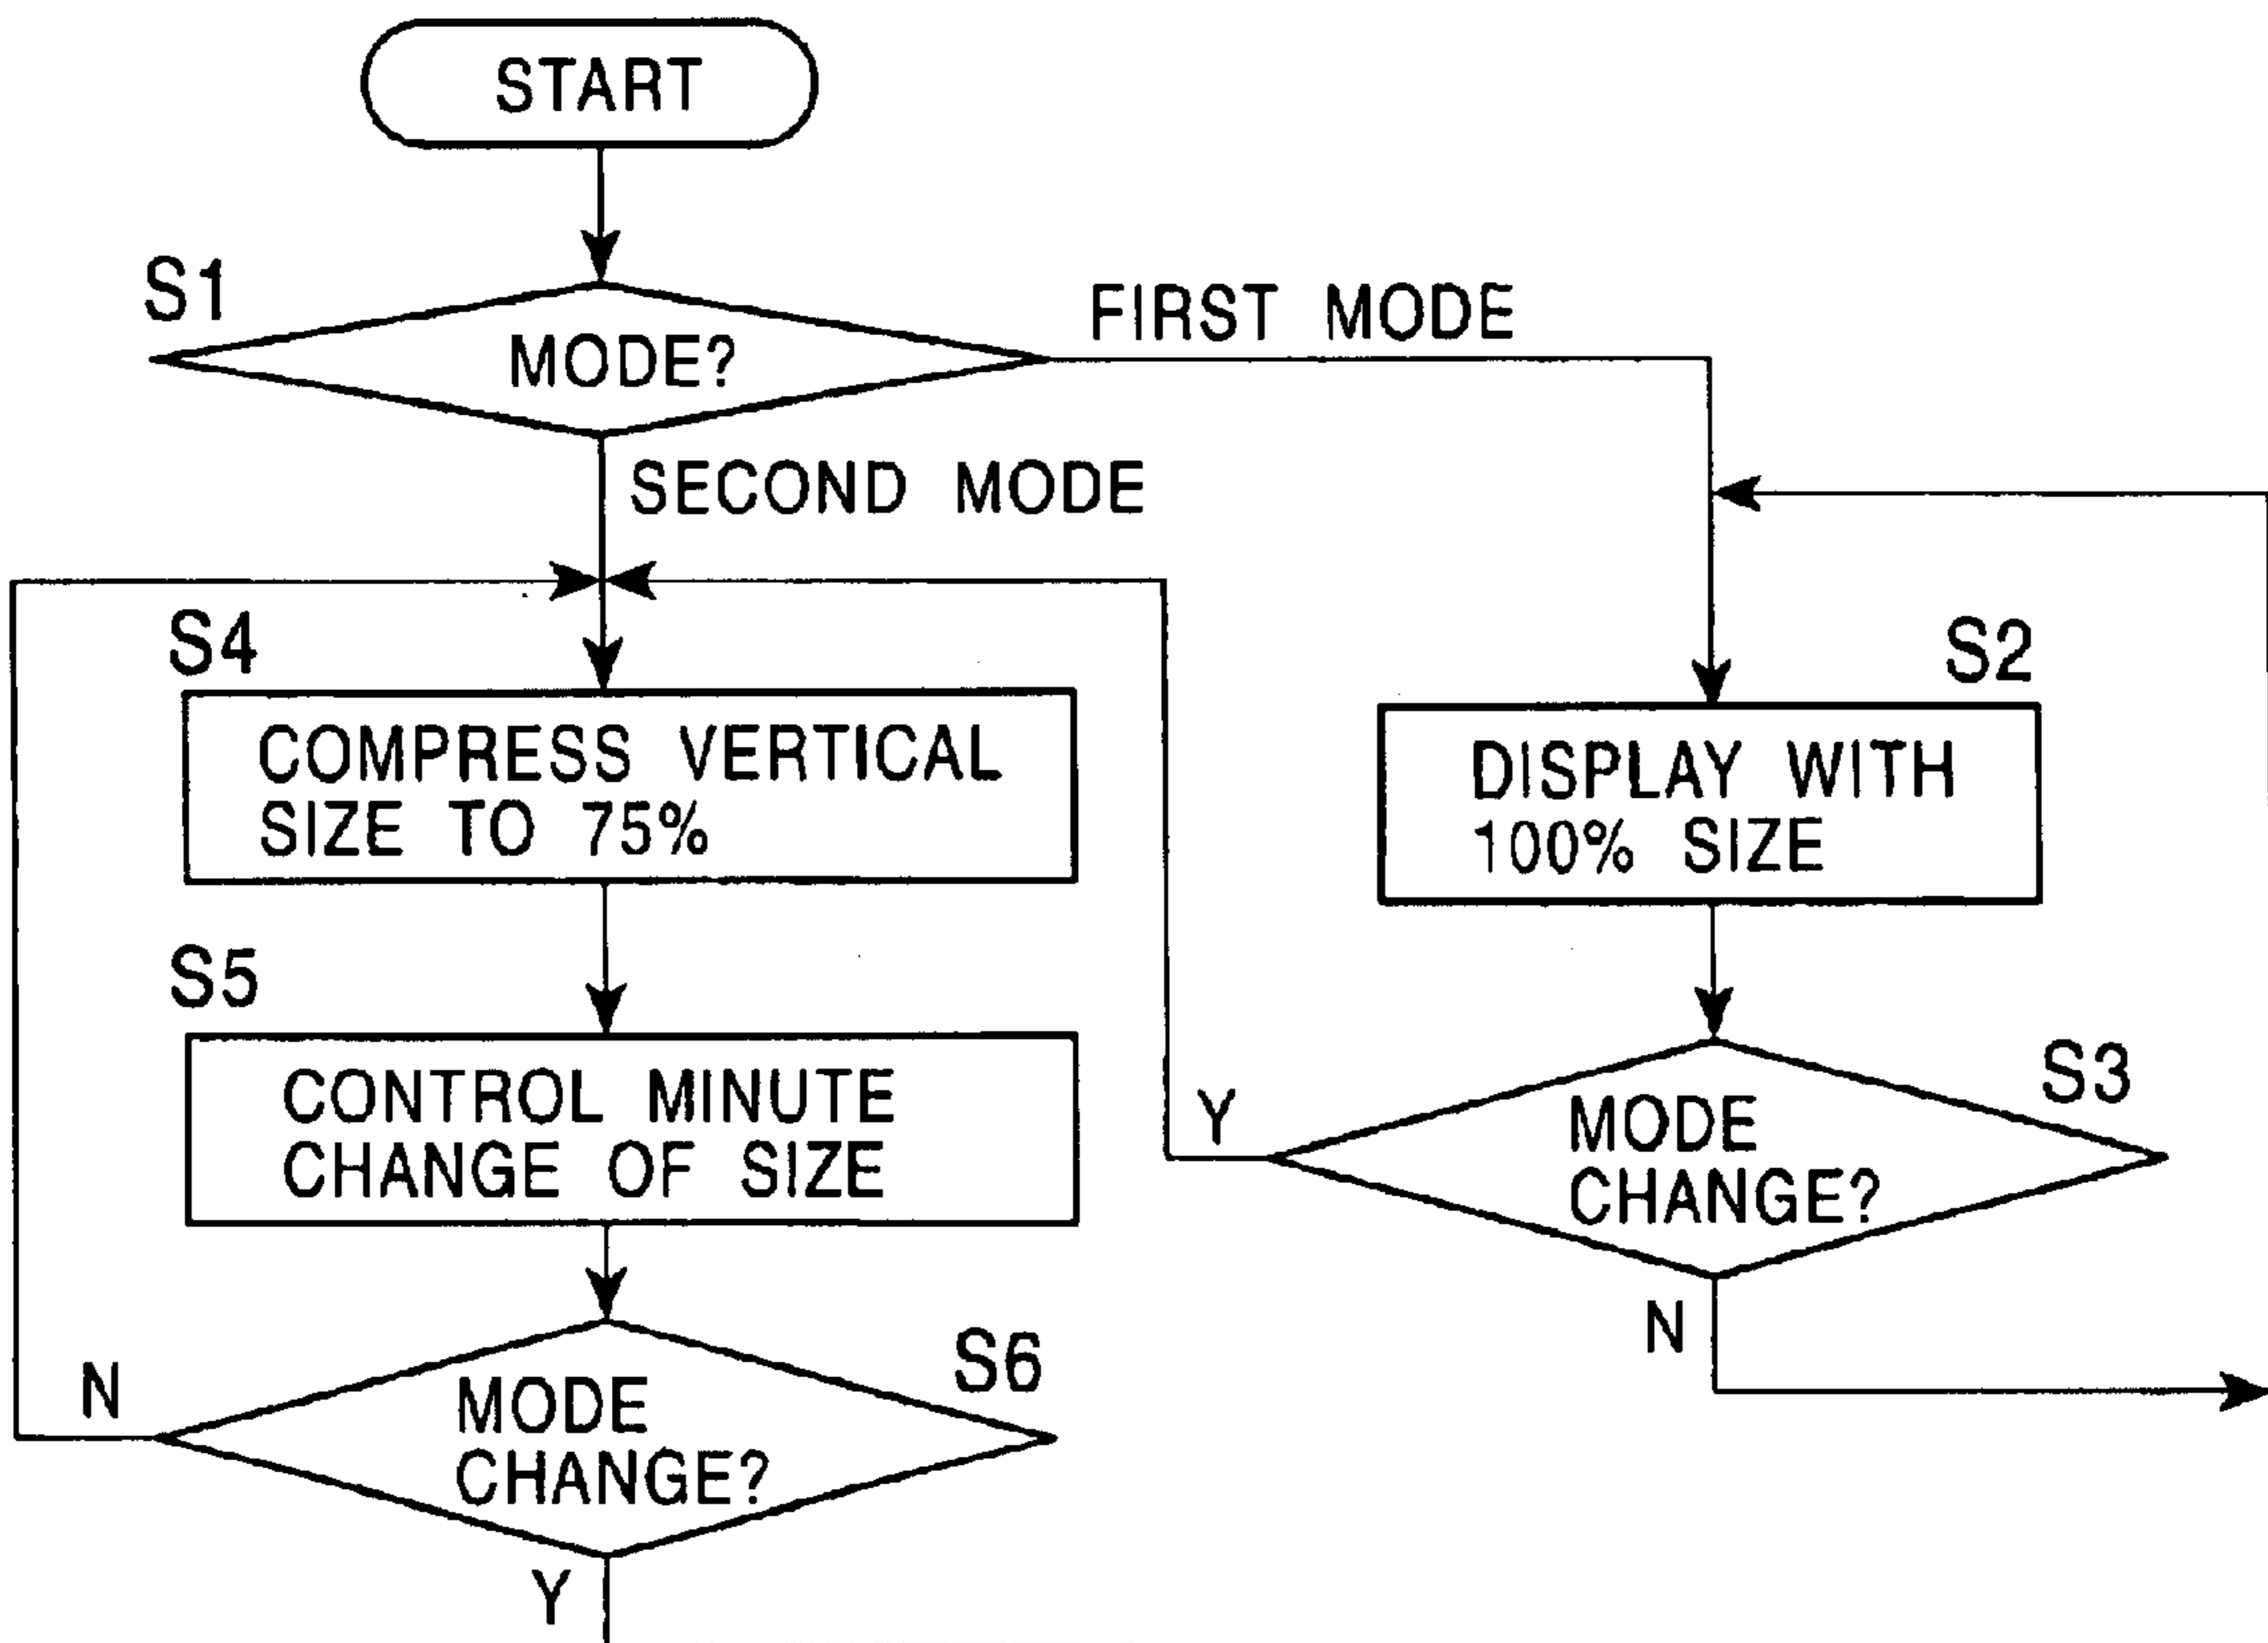 START
S1
MODE?
FIRST MODE
SECOND MODE
S4
COMPRESS VERTICAL
SIZE TO 75%
S2
DISPLAY WITH
100% SIZE
S5
CONTROL MINUTE
CHANGE OF SIZE
S3
MODE
CHANGE?
Y
N
S6
MODE
CHANGE?
N
Y